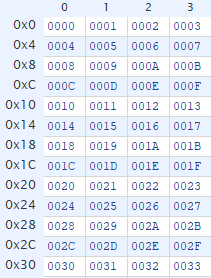 0 1 2 3
0x0 0000 0001 0002 0003
0x4 0004 0005 0006 0007
0x8 0008 0009 000A 000B
0xC 000C 000D 000E 000F
0x10 0010 0011 0012 0013
0x14 0014 0015 0016 0017
0x18 0018 0019 001A 001B
0x1C 001C 001D 001E 001F
0x20 0020 0021 0022 0023
0x24 0024 0025 0026 0027
0x28 0028 0029 002A 002B
0x2C 002C 002D 002E 002F
0x30 0030 0031 0032 0033